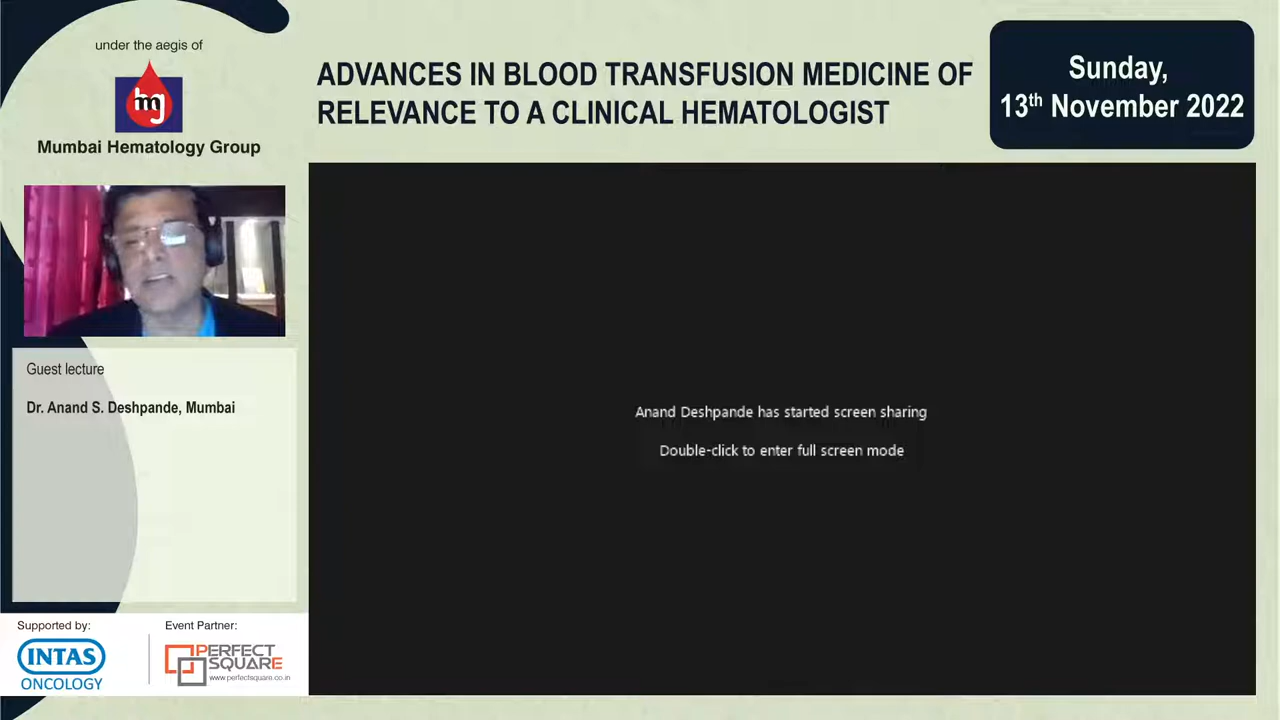 under the aegis of
mg
Mumbai Hematology Group
ADVANCES IN BLOOD TRANSFUSION MEDICINE OF
RELEVANCE TO A CLINICAL HEMATOLOGIST
Sunday,
13th November 2022
Guest lecture
Dr. Anand S. Deshpande, Mumbai
Anand Deshpande has started screen sharing
Double-click to enter full screen mode
Supported by:
INTAS
ONCOLOGY
Event Partner:
PERFECT
SQUARE
www.perfectsquare.co.in